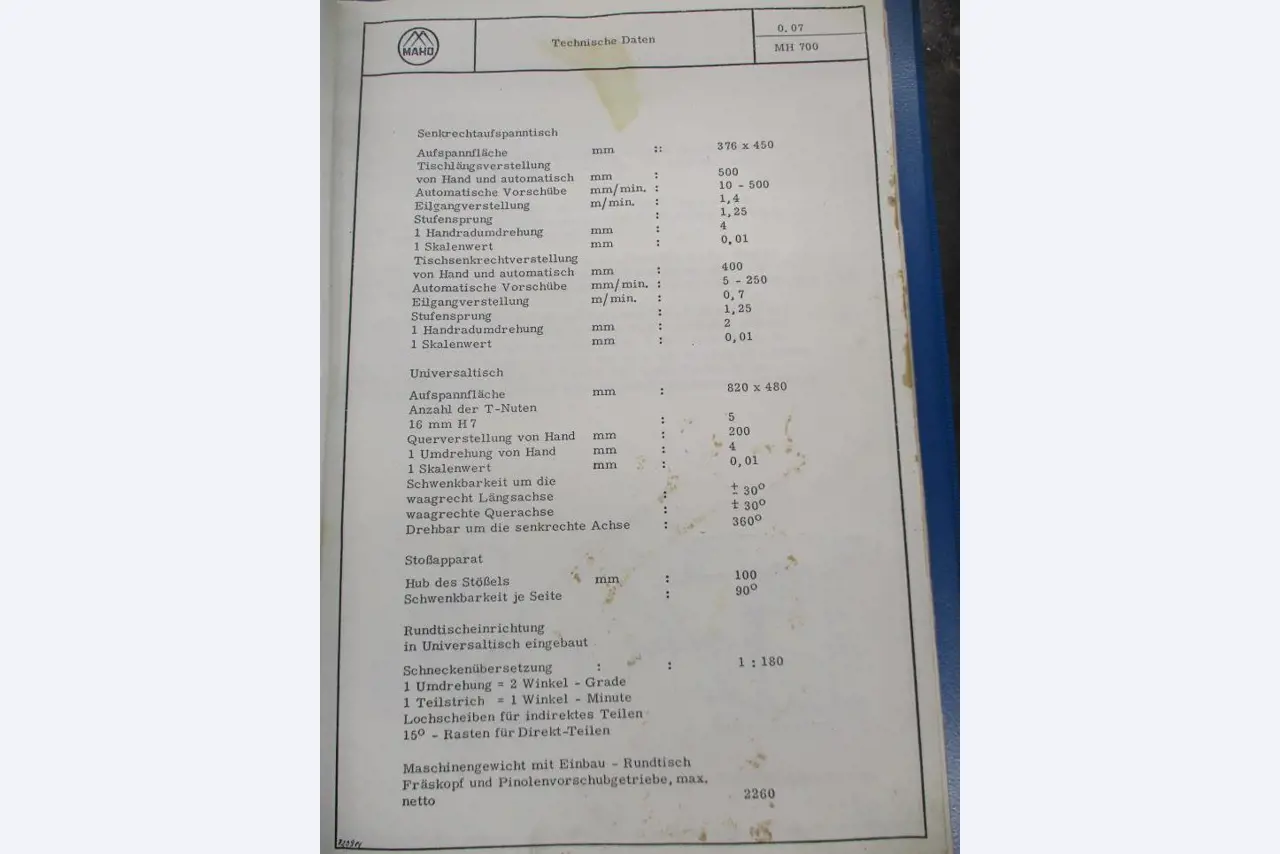 MAHO
Technische Daten
0.07
MH 700
Senkrechtaufspanntisch
Aufspannfläche mm :: 376 x 450
Tischlängsverstellung
von Hand und automatisch mm : 500
Automatische Vorschübe mm/min. : 10 - 500
Eilgangverstellung m/min. : 1,4
Stufensprung : 1,25
1 Handradumdrehung mm : 4
1 Skalenwert mm : 0,01
Tischsenkrechtverstellung
von Hand und automatisch mm : 400
Automatische Vorschübe mm/min. : 5 - 250
Eilgangverstellung m/min. : 0,7
Stufensprung : 1,25
1 Handradumdrehung mm : 2
1 Skalenwert mm : 0,01
Universaltisch
Aufspannfläche mm : 820 x 480
Anzahl der T-Nuten
16 mm H7 : 5
Querverstellung von Hand mm : 200
1 Umdrehung von Hand mm : 4
1 Skalenwert mm : 0,01
Schwenkbarkeit um die
waagrecht Längsachse : ± 30°
waagrechte Querachse : ± 30°
Drehbar um die senkrechte Achse : 360°
Stoßapparat
Hub des Stößels mm : 100
Schwenkbarkeit je Seite : 90°
Rundtischeinrichtung
in Universaltisch eingebaut
Schneckenübersetzung : : 1 : 180
1 Umdrehung = 2 Winkel - Grade
1 Teilstrich = 1 Winkel - Minute
Lochscheiben für indirektes Teilen
15° - Rasten für Direkt-Teilen
Maschinengewicht mit Einbau - Rundtisch
Fräskopf und Pinolenvorschubgetriebe, max.
netto 2260